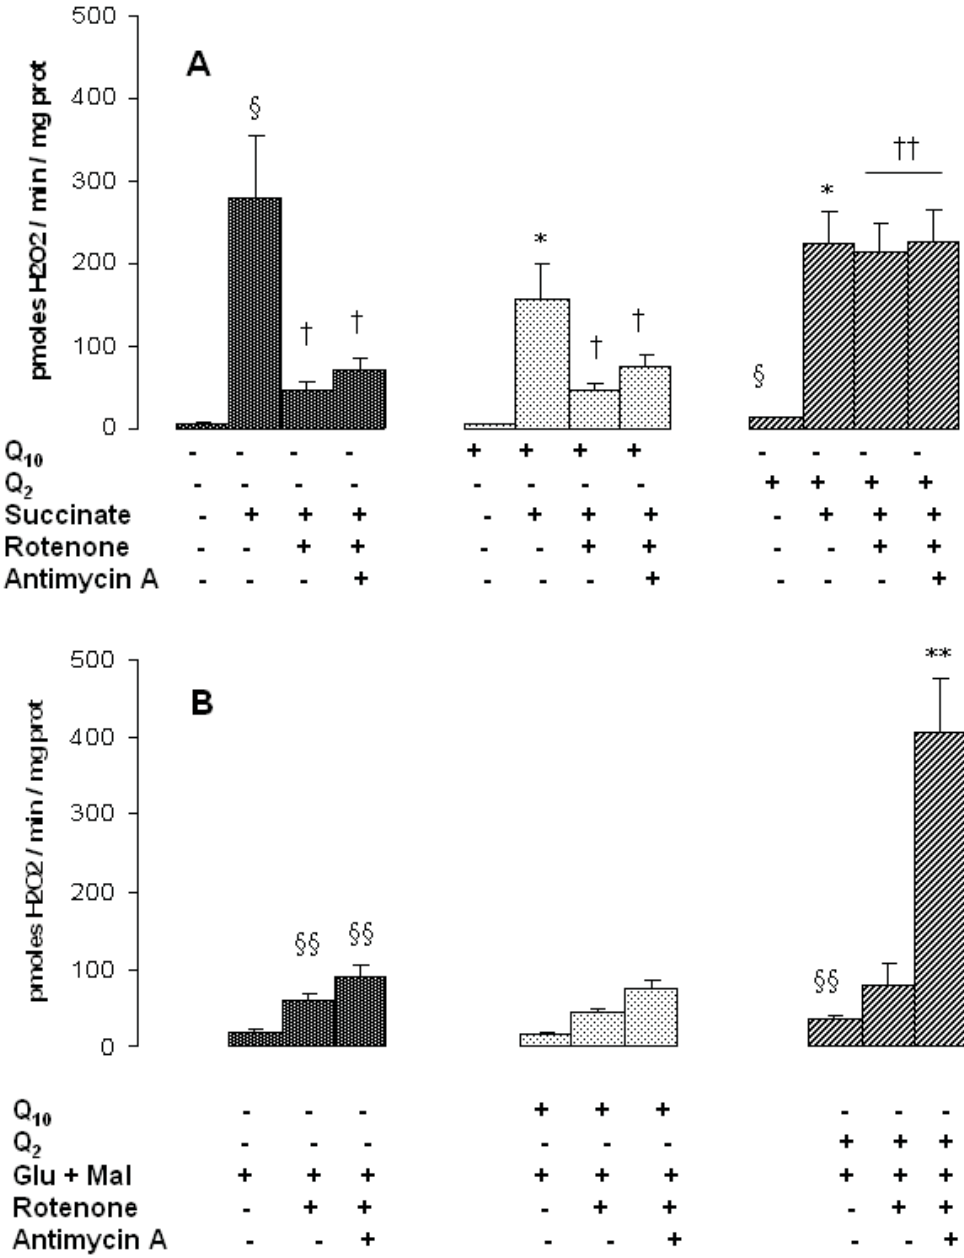 500
A
400
§
300
††
*
*
200
pmoles H2O2 / min / mg prot
† † † †
100
§
0
Q10 - - - - + + + + - - - -
Q2 - - - - - - - - + + + +
Succinate - + + + - + + + - + + +
Rotenone - - + + - - + + - - + +
Antimycin A - - - + - - - + - - - +
500
**
B
400
300
pmoles H2O2 / min / mg prot
200
§§ §§
100
§§
0
Q10 - - - + + + - - -
Q2 - - - - - - + + +
Glu + Mal + + + + + + + + +
Rotenone - + + - + + - + +
Antimycin A - - + - - + - - +